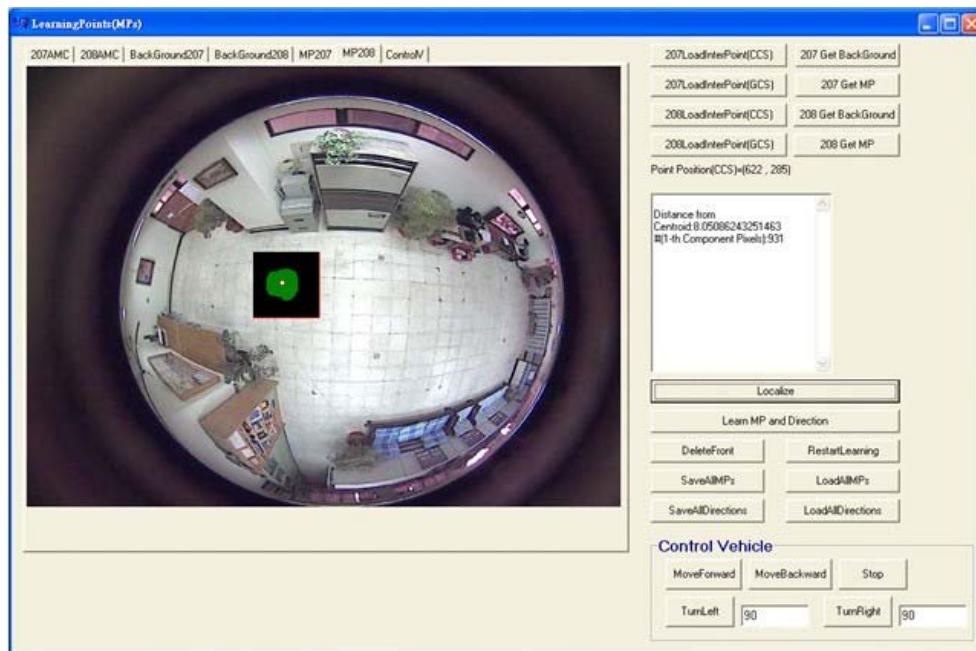 LearningPoints(MPs)
207AMC 208AMC BackGround207 BackGround208 MP207 MP208 ControlV
207LoadInterPoint(CCS) 207 Get BackGround
207LoadInterPoint(GCS) 207 Get MP
208LoadInterPoint(CCS) 208 Get BackGround
208LoadInterPoint(GCS) 208 Get MP
Point Position(CCS)=(622 , 285)
Distance from
Centroid:8.05086243251463
#(1-th Component Pixels):931
Localize
Learn MP and Direction
DeleteFront RestartLearning
SaveAllMPs LoadAllMPs
SaveAllDirections LoadAllDirections
Control Vehicle
MoveForward MoveBackward Stop
TurnLeft 90 TurnRight 90